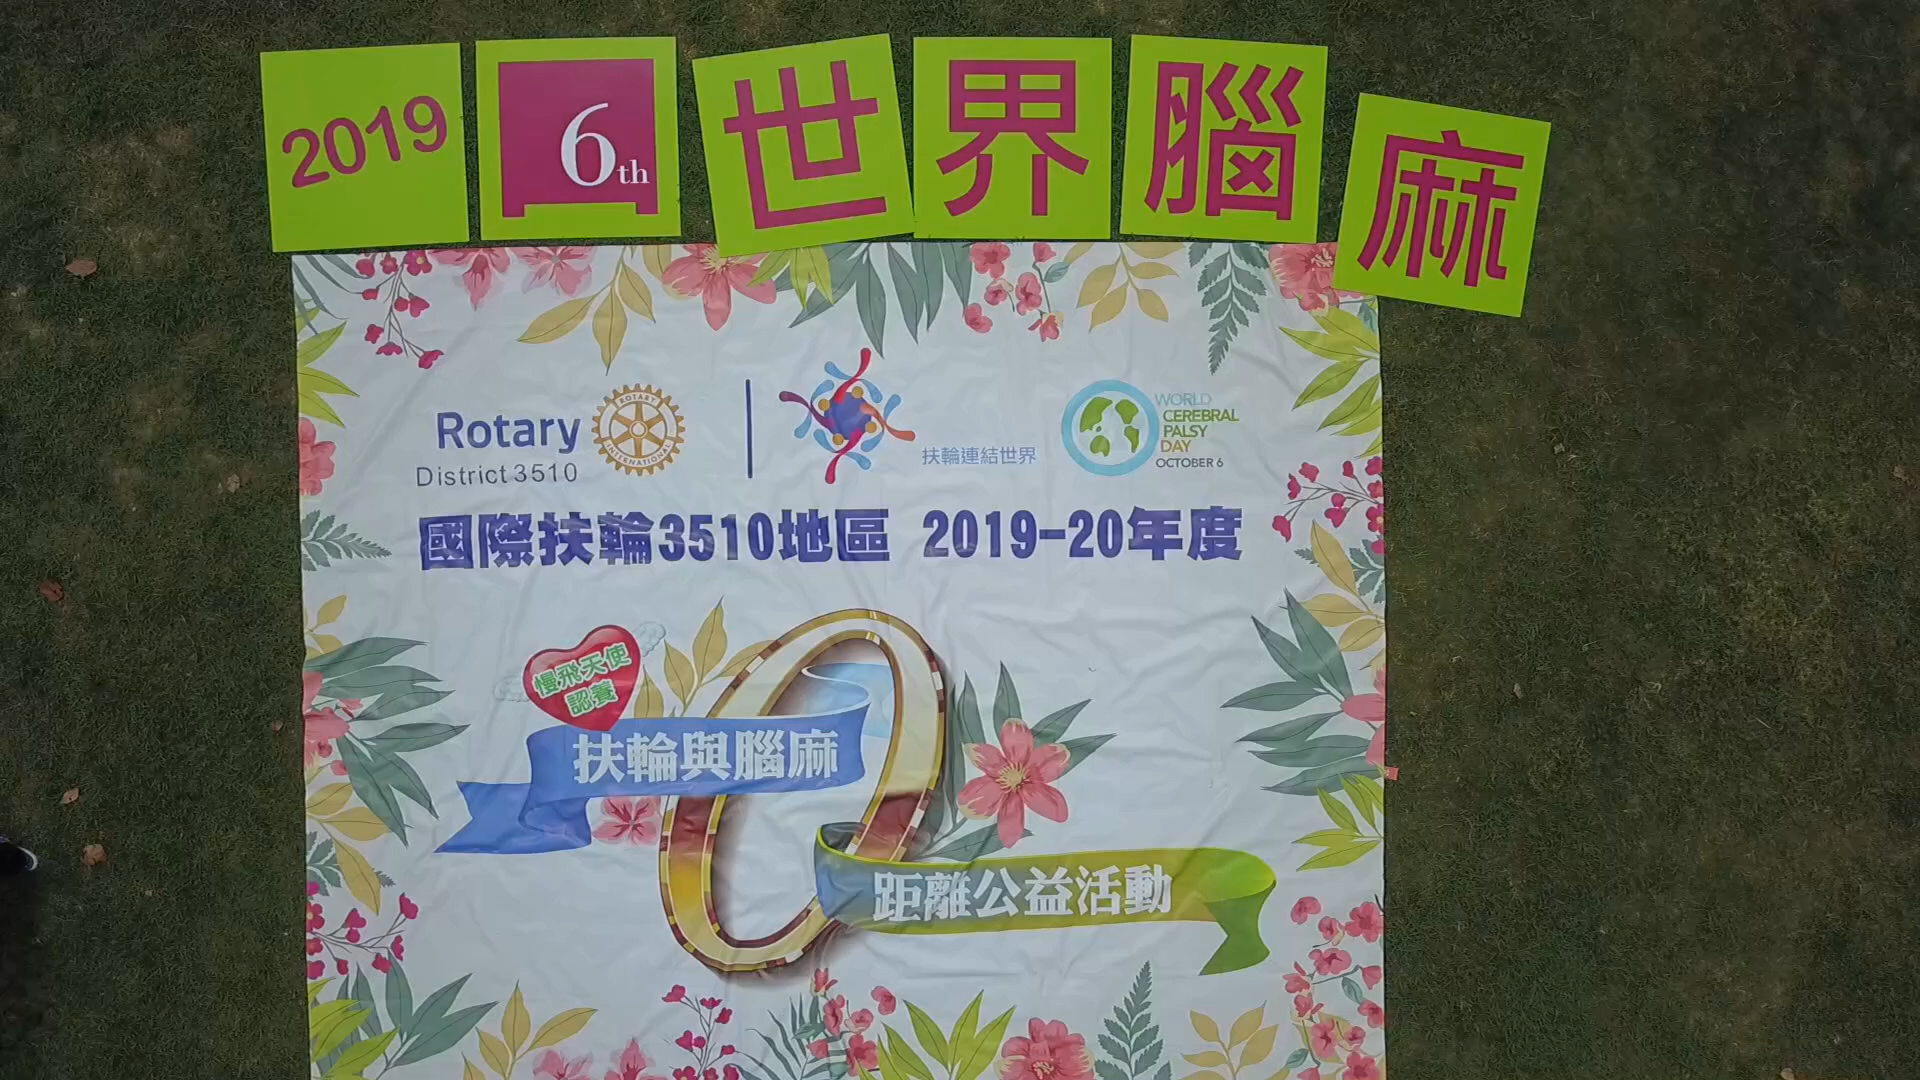 2019
6th
世界腦麻
Rotary
District 3510
ROTARY
INTERNATIONAL
扶輪連結世界
WORLD
CEREBRAL
PALSY
DAY
OCTOBER 6
國際扶輪3510地區 2019-20年度
慢飛天使
認養
扶輪與腦麻
0
距離公益活動